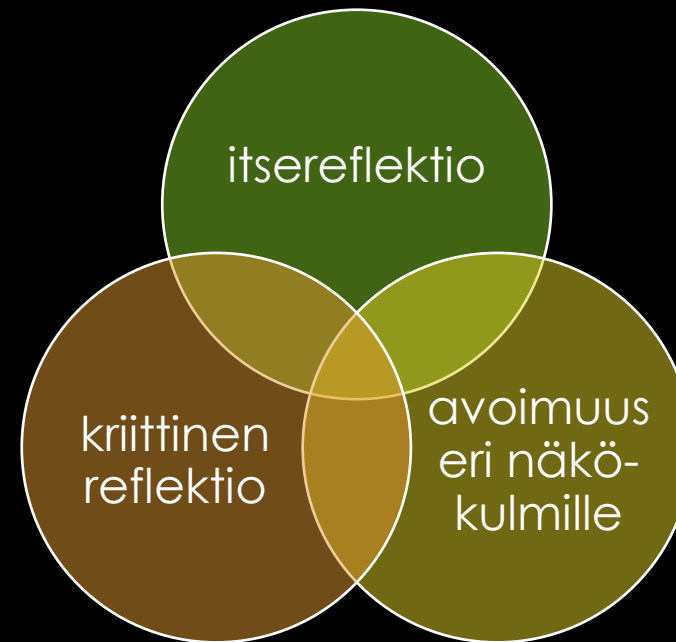 itsereflektio
kriittinen
reflektio
avoimuus
eri näkö-
kulmille